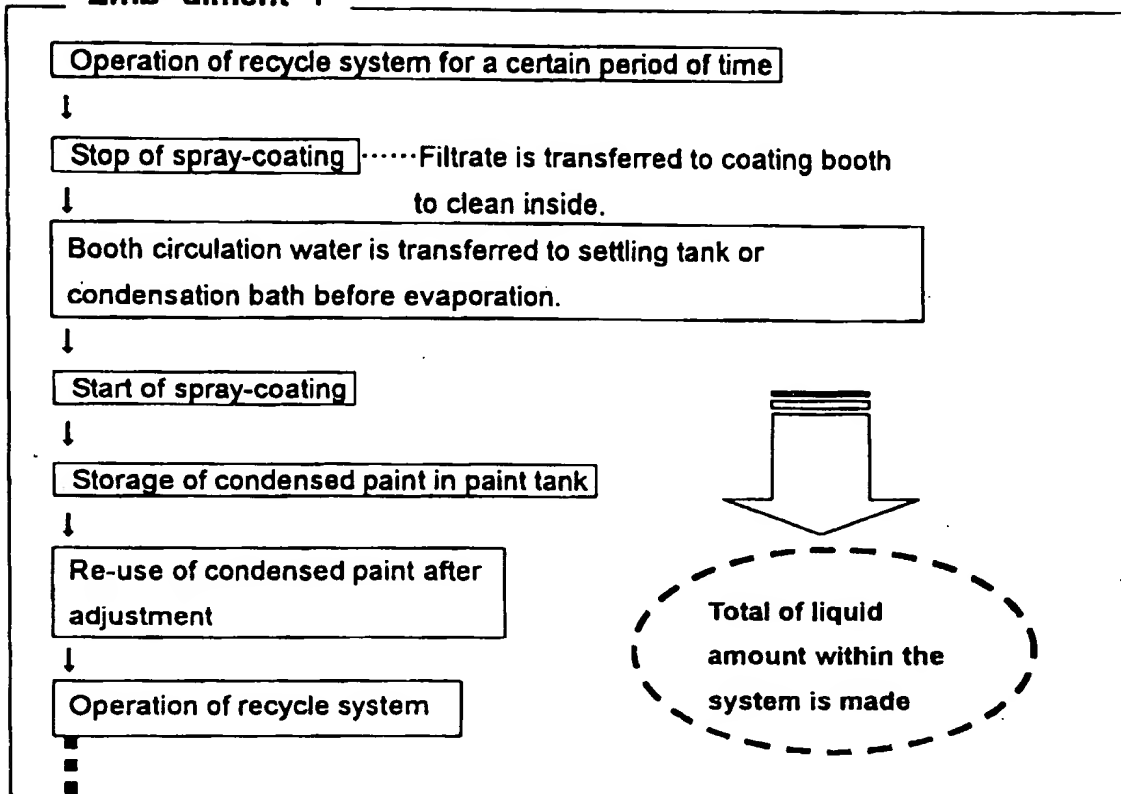 Operation of recycle system for a certain period of time
↓
Stop of spray-coating ······Filtrate is transferred to coating booth
↓ to clean inside.
Booth circulation water is transferred to settling tank or
condensation bath before evaporation.
↓
Start of spray-coating
↓
Storage of condensed paint in paint tank
↓
Re-use of condensed paint after
adjustment
↓
Operation of recycle system
Total of liquid
amount within the
system is made